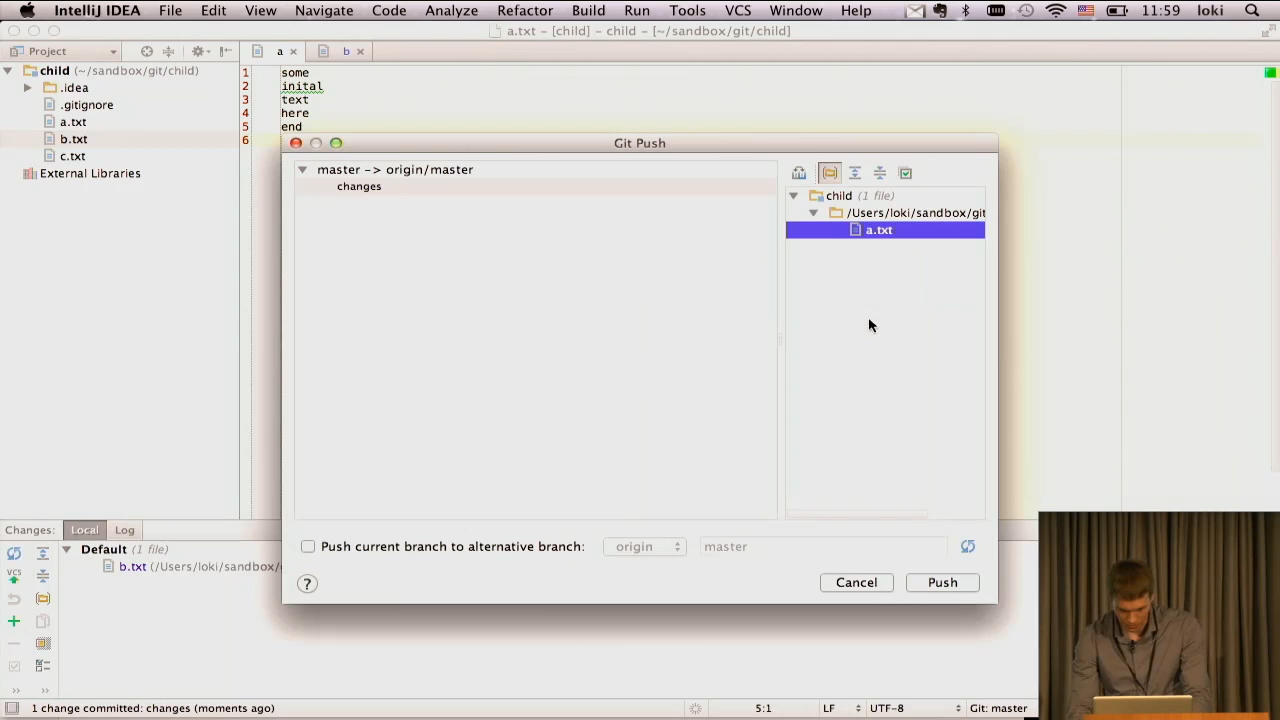 IntelliJ IDEA File Edit View Navigate Code Analyze Refactor Build Run Tools VCS Window Help 11:59 loki
a.txt – [child] – child – [~/sandbox/git/child]
Project
a
b
child (~/sandbox/git/child)
.idea
.gitignore
a.txt
b.txt
c.txt
External Libraries
1 some
2 inital
3 text
4 here
5 end
6
Git Push
master –> origin/master
changes
child (1 file)
/Users/loki/sandbox/git
a.txt
Push current branch to alternative branch: origin master
?
Cancel
Push
Changes: Local Log
Default (1 file)
b.txt (/Users/loki/sandbox/
VCS
1 change committed: changes (moments ago)
5:1
LF
UTF-8
Git: master